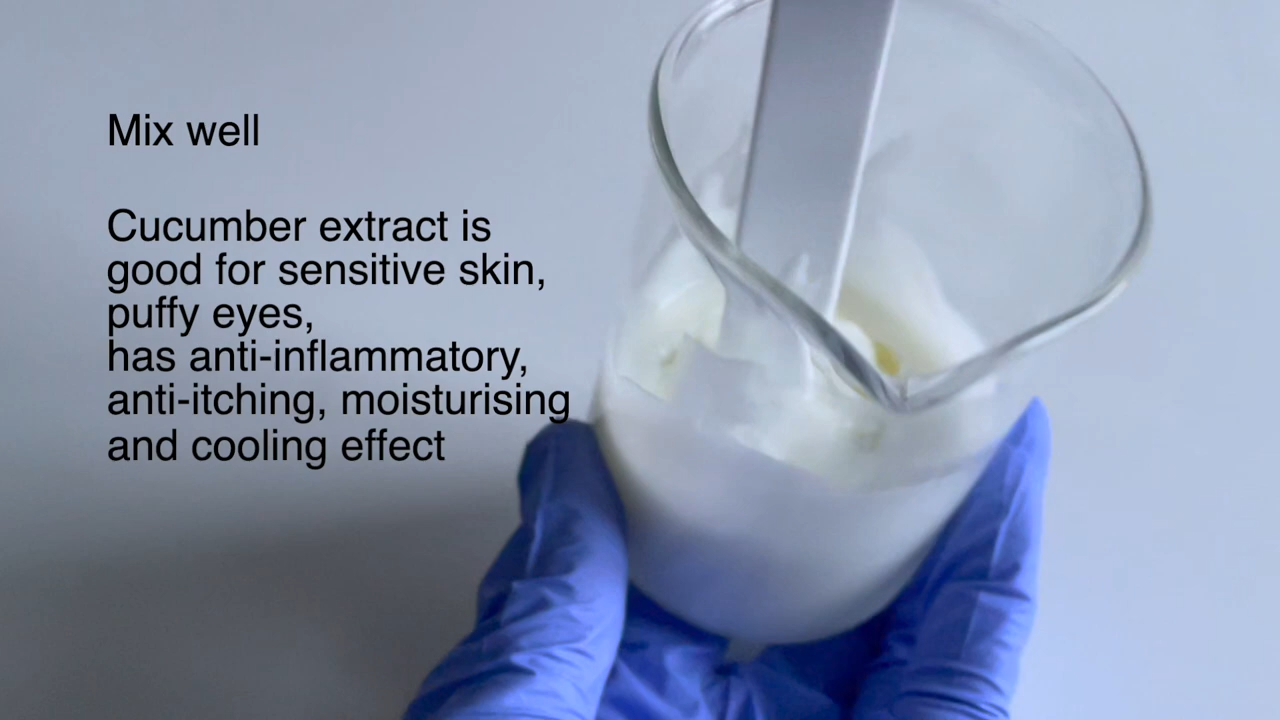 Mix well
Cucumber extract is
good for sensitive skin,
puffy eyes,
has anti-inflammatory,
anti-itching, moisturising
and cooling effect